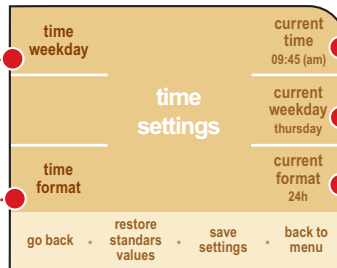 time
weekday
current
time
09:45 (am)
time
settings
current
weekday
thursday
time
format
current
format
24h
go back
restore
standars
values
save
settings
back to
menu